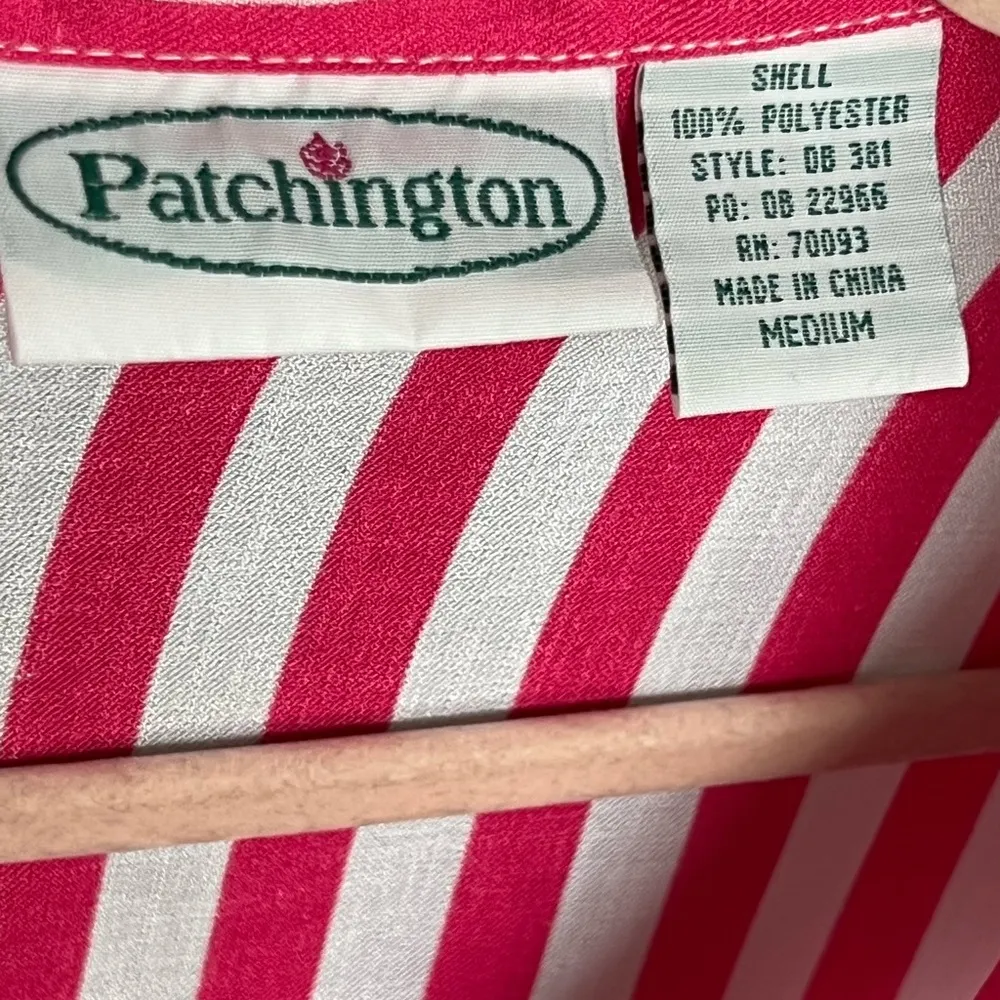 Patchington
SHELL
100% POLYESTER
STYLE: OB 381
PO: OB 22966
RN: 70093
MADE IN CHINA
MEDIUM